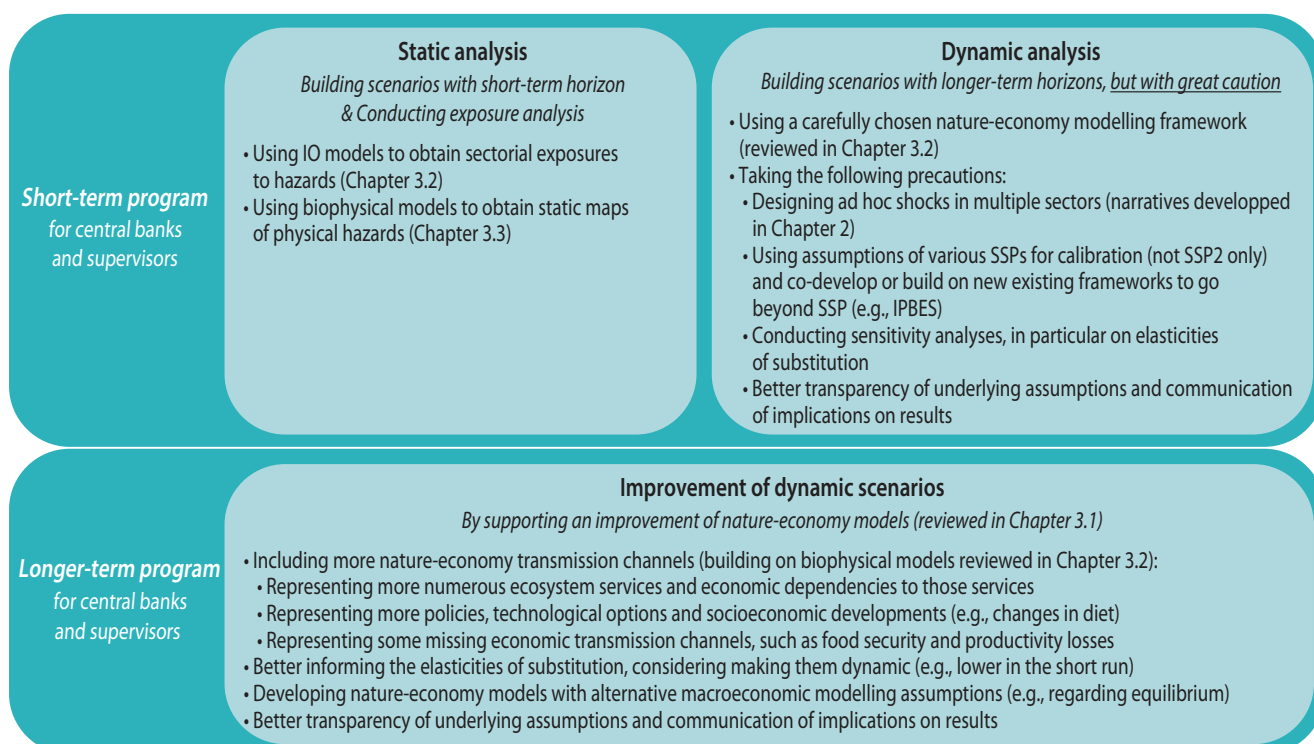 Short-term program
for central banks
and supervisors
Static analysis
Building scenarios with short-term horizon
& Conducting exposure analysis
• Using IO models to obtain sectorial exposures
to hazards (Chapter 3.2)
• Using biophysical models to obtain static maps
of physical hazards (Chapter 3.3)
Dynamic analysis
Building scenarios with longer-term horizons, but with great caution
• Using a carefully chosen nature-economy modelling framework
(reviewed in Chapter 3.2)
• Taking the following precautions:
• Designing ad hoc shocks in multiple sectors (narratives developped
in Chapter 2)
• Using assumptions of various SSPs for calibration (not SSP2 only)
and co-develop or build on new existing frameworks to go
beyond SSP (e.g., IPBES)
• Conducting sensitivity analyses, in particular on elasticities
of substitution
• Better transparency of underlying assumptions and communication
of implications on results
Longer-term program
for central banks
and supervisors
Improvement of dynamic scenarios
By supporting an improvement of nature-economy models (reviewed in Chapter 3.1)
• Including more nature-economy transmission channels (building on biophysical models reviewed in Chapter 3.2):
• Representing more numerous ecosystem services and economic dependencies to those services
• Representing more policies, technological options and socioeconomic developments (e.g., changes in diet)
• Representing some missing economic transmission channels, such as food security and productivity losses
• Better informing the elasticities of substitution, considering making them dynamic (e.g., lower in the short run)
• Developing nature-economy models with alternative macroeconomic modelling assumptions (e.g., regarding equilibrium)
• Better transparency of underlying assumptions and communication of implications on results